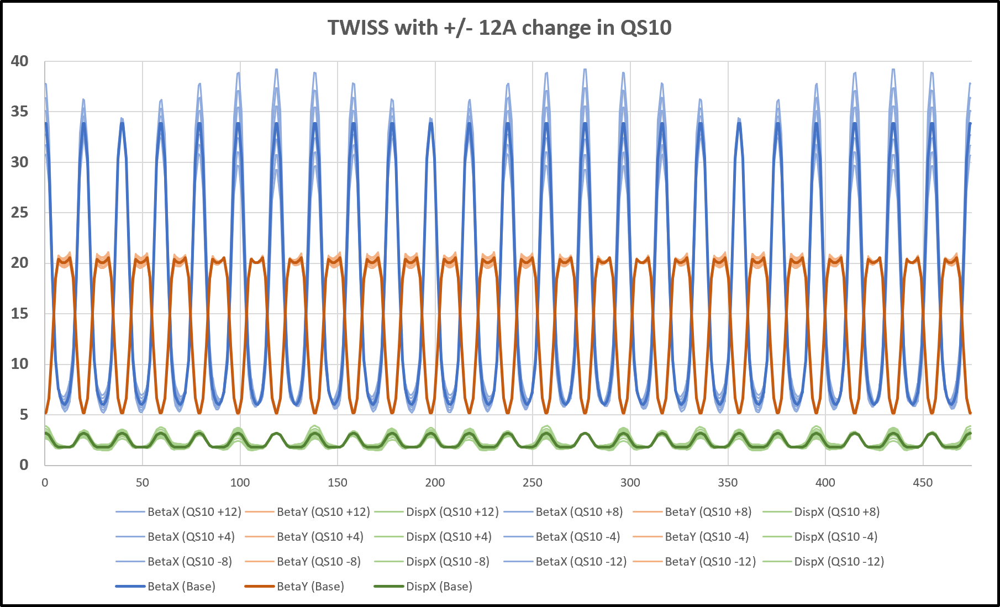 TWISS with +/- 12A change in QS10
40
35
30
25
20
15
10
5
0
0 50 100 150 200 250 300 350 400 450
BetaX (QS10 +12) BetaY (QS10 +12) DispX (QS10 +12) BetaX (QS10 +8) BetaY (QS10 +8) DispX (QS10 +8)
BetaX (QS10 +4) BetaY (QS10 +4) DispX (QS10 +4) BetaX (QS10 -4) BetaY (QS10 -4) DispX (QS10 -4)
BetaX (QS10 -8) BetaY (QS10 -8) DispX (QS10 -8) BetaX (QS10 -12) BetaY (QS10 -12) DispX (QS10 -12)
BetaX (Base) BetaY (Base) DispX (Base)